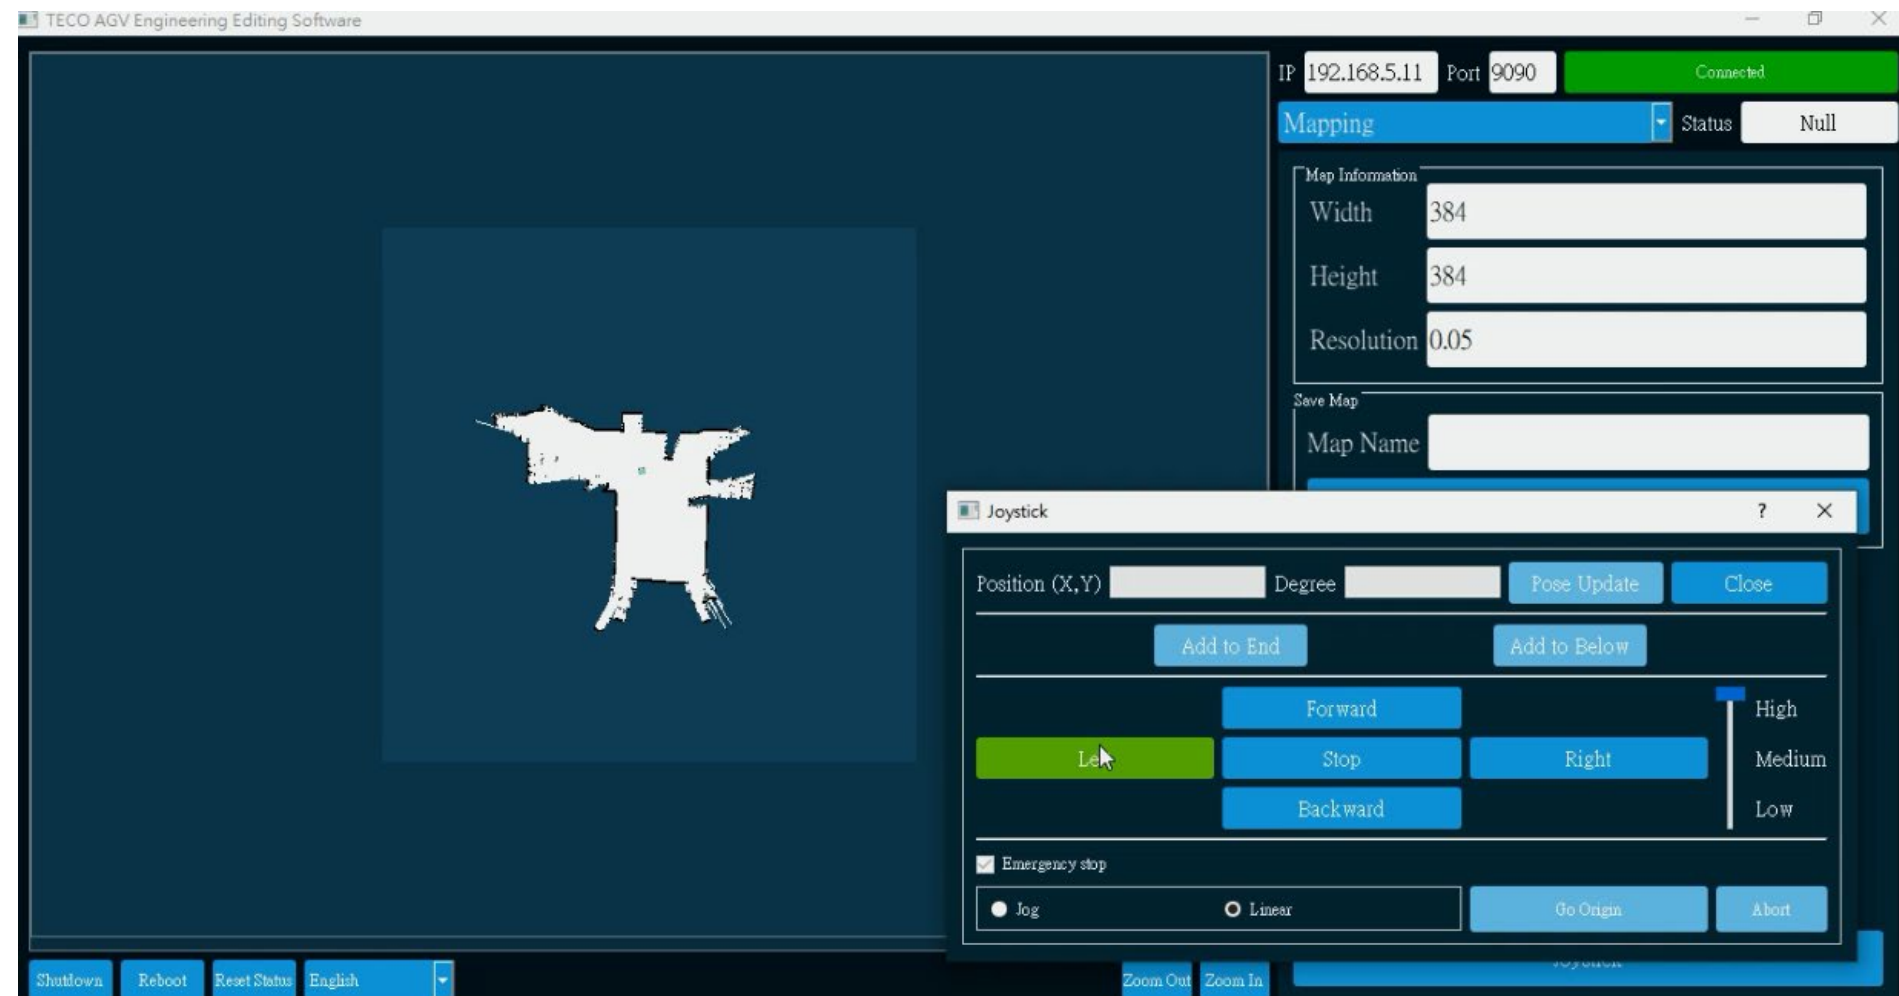 TECO AGV Engineering Editing Software
IP 192.168.5.11 Port 9090 Connected
Mapping Status Null
Map Information
Width 384
Height 384
Resolution 0.05
Save Map
Map Name
Joystick ?
Position (X,Y) Degree Pose Update Close
Add to End Add to Below
Forward High
Stop Right Medium
Backward Low
Emergency stop
Jog Linear Go Origin Abort
Shutdown Reboot Reset Status English Zoom Out Zoom In